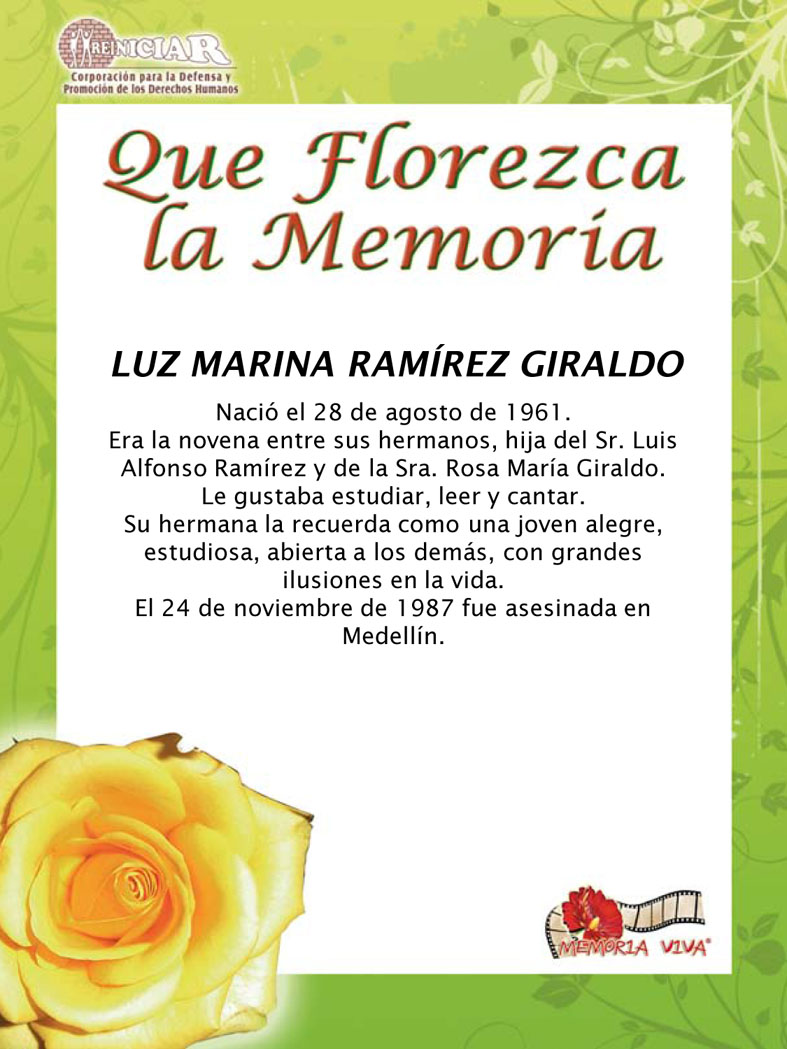 REINICIAR
Corporación para la Defensa y
Promoción de los Derechos Humanos
Que Florezca
la Memoria
LUZ MARINA RAMÍREZ GIRALDO
Nació el 28 de agosto de 1961.
Era la novena entre sus hermanos, hija del Sr. Luis
Alfonso Ramírez y de la Sra. Rosa María Giraldo.
Le gustaba estudiar, leer y cantar.
Su hermana la recuerda como una joven alegre,
estudiosa, abierta a los demás, con grandes
ilusiones en la vida.
El 24 de noviembre de 1987 fue asesinada en
Medellín.
MEMORIA VIVA®